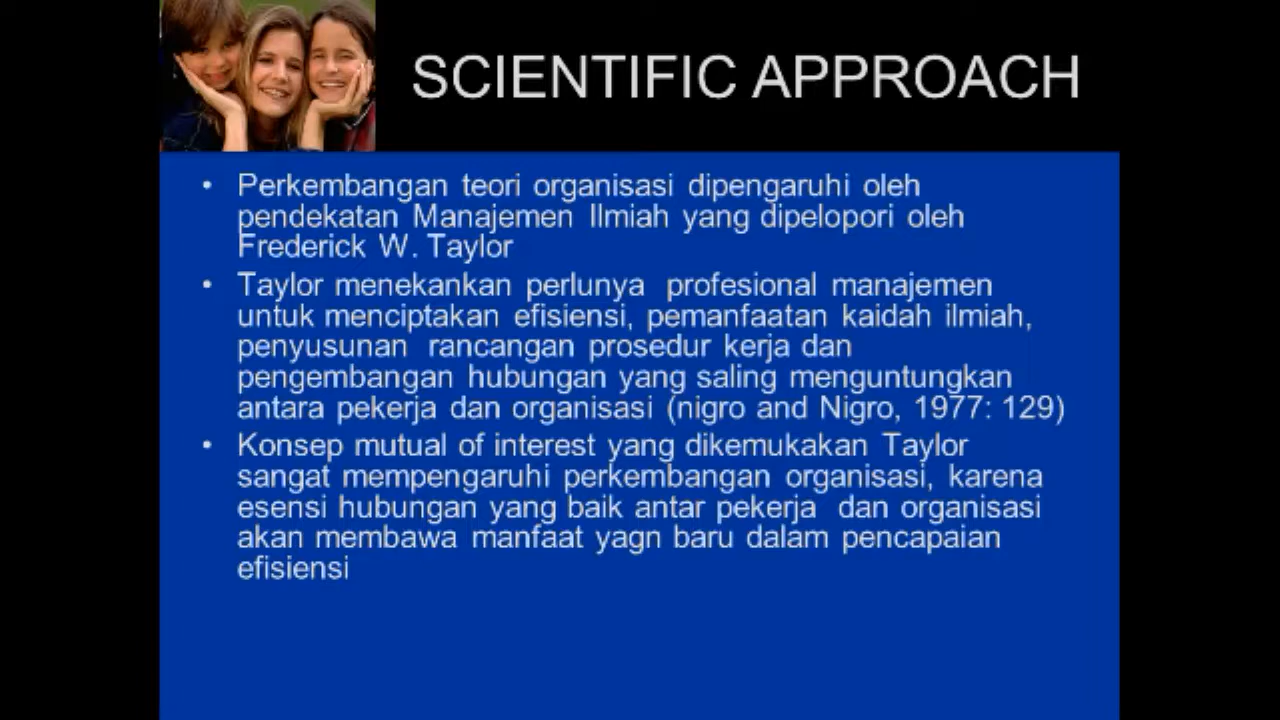 SCIENTIFIC APPROACH
• Perkembangan teori organisasi dipengaruhi oleh
pendekatan Manajemen Ilmiah yang dipelopori oleh
Frederick W. Taylor
• Taylor menekankan perlunya profesional manajemen
untuk menciptakan efisiensi, pemanfaatan kaidah ilmiah,
penyusunan rancangan prosedur kerja dan
pengembangan hubungan yang saling menguntungkan
antara pekerja dan organisasi (nigro and Nigro, 1977: 129)
• Konsep mutual of interest yang dikemukakan Taylor
sangat mempengaruhi perkembangan organisasi, karena
esensi hubungan yang baik antar pekerja dan organisasi
akan membawa manfaat yagn baru dalam pencapaian
efisiensi